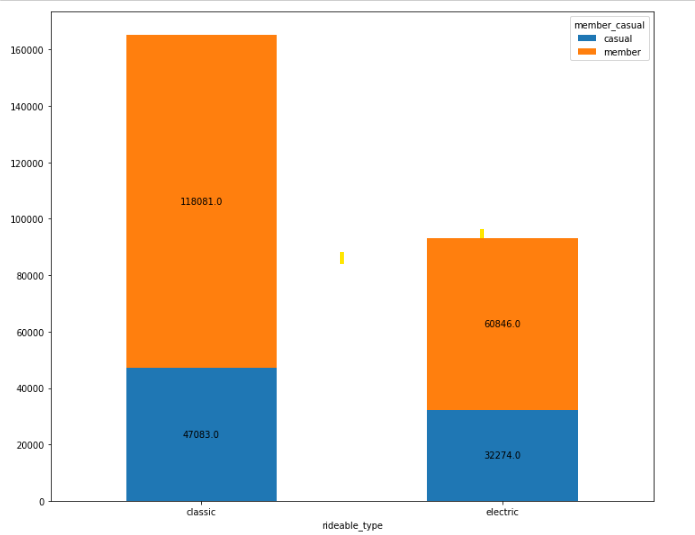 member_casual
casual
member
160000
140000
120000
100000
80000
60000
40000
20000
0
118081.0
47083.0
60846.0
32274.0
classic
electric
rideable_type